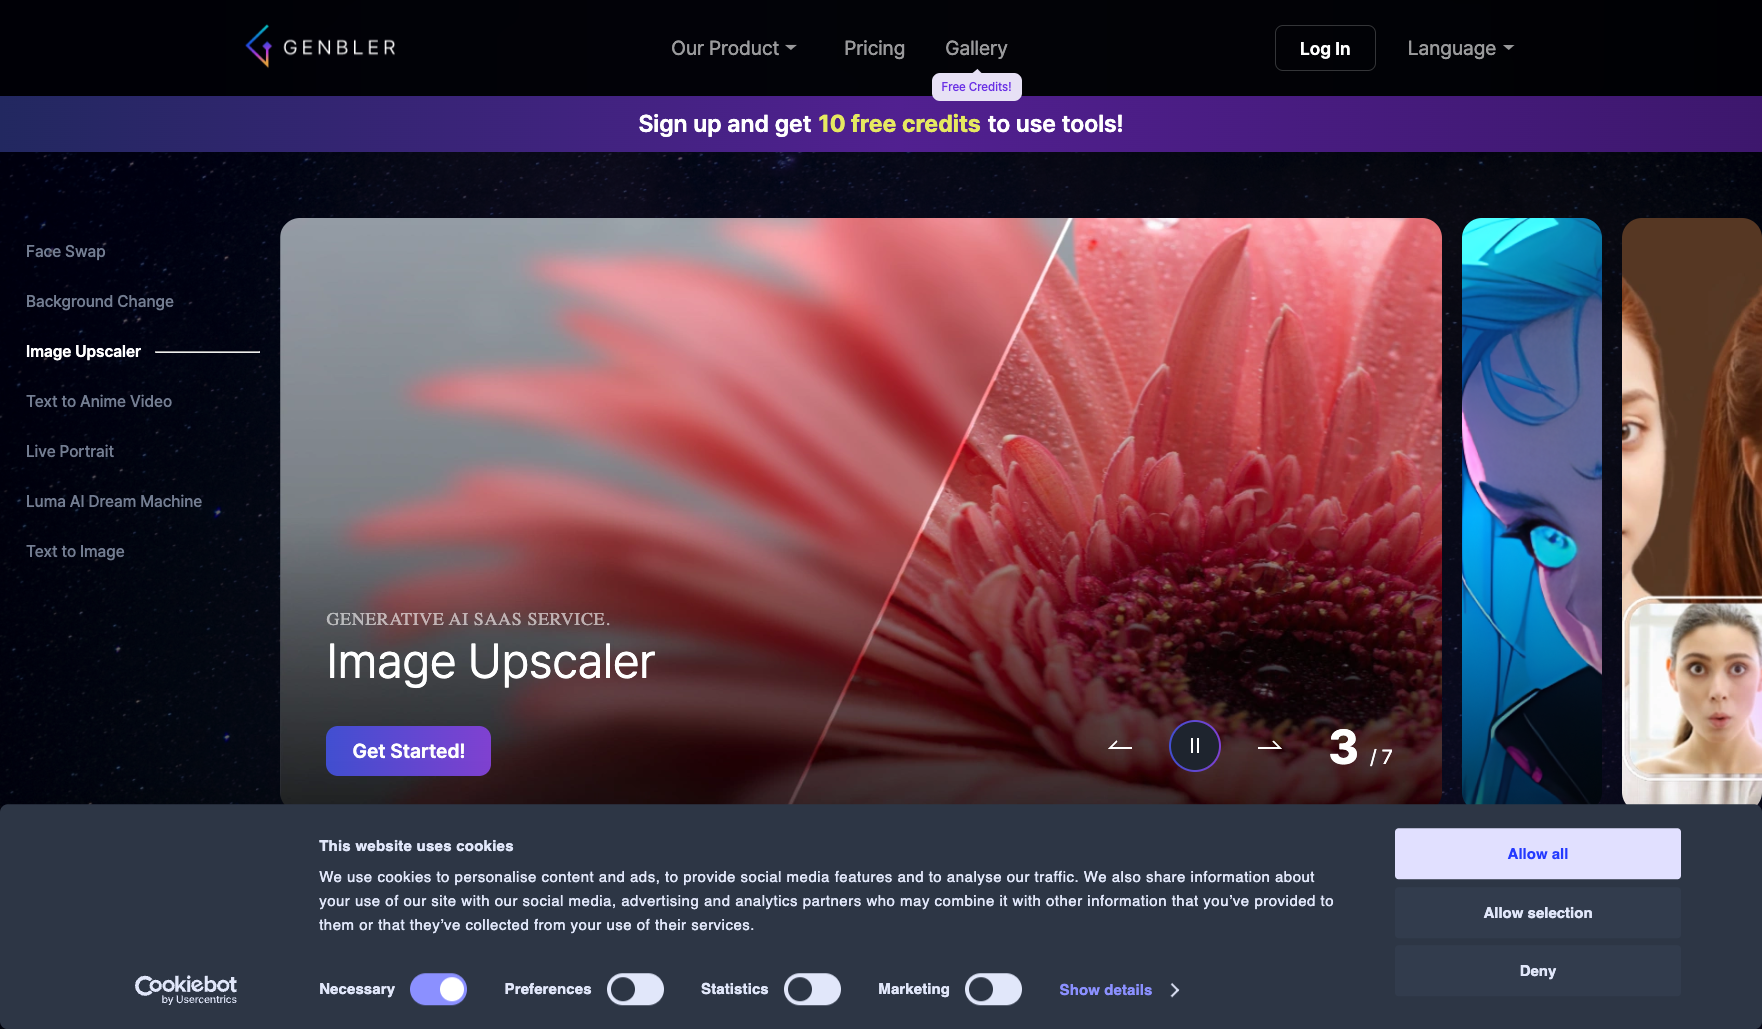 GENBLER
Our Product
Pricing
Gallery
Free Credits!
Log In
Language
Sign up and get 10 free credits to use tools!
Face Swap
Background Change
Image Upscaler
Text to Anime Video
Live Portrait
Luma AI Dream Machine
Text to Image
GENERATIVE AI SAAS SERVICE.
Image Upscaler
Get Started!
3 / 7
This website uses cookies
We use cookies to personalise content and ads, to provide social media features and to analyse our traffic. We also share information about
your use of our site with our social media, advertising and analytics partners who may combine it with other information that you’ve provided to
them or that they’ve collected from your use of their services.
Allow all
Allow selection
Deny
Cookiebot
by Usercentrics
Necessary
Preferences
Statistics
Marketing
Show details